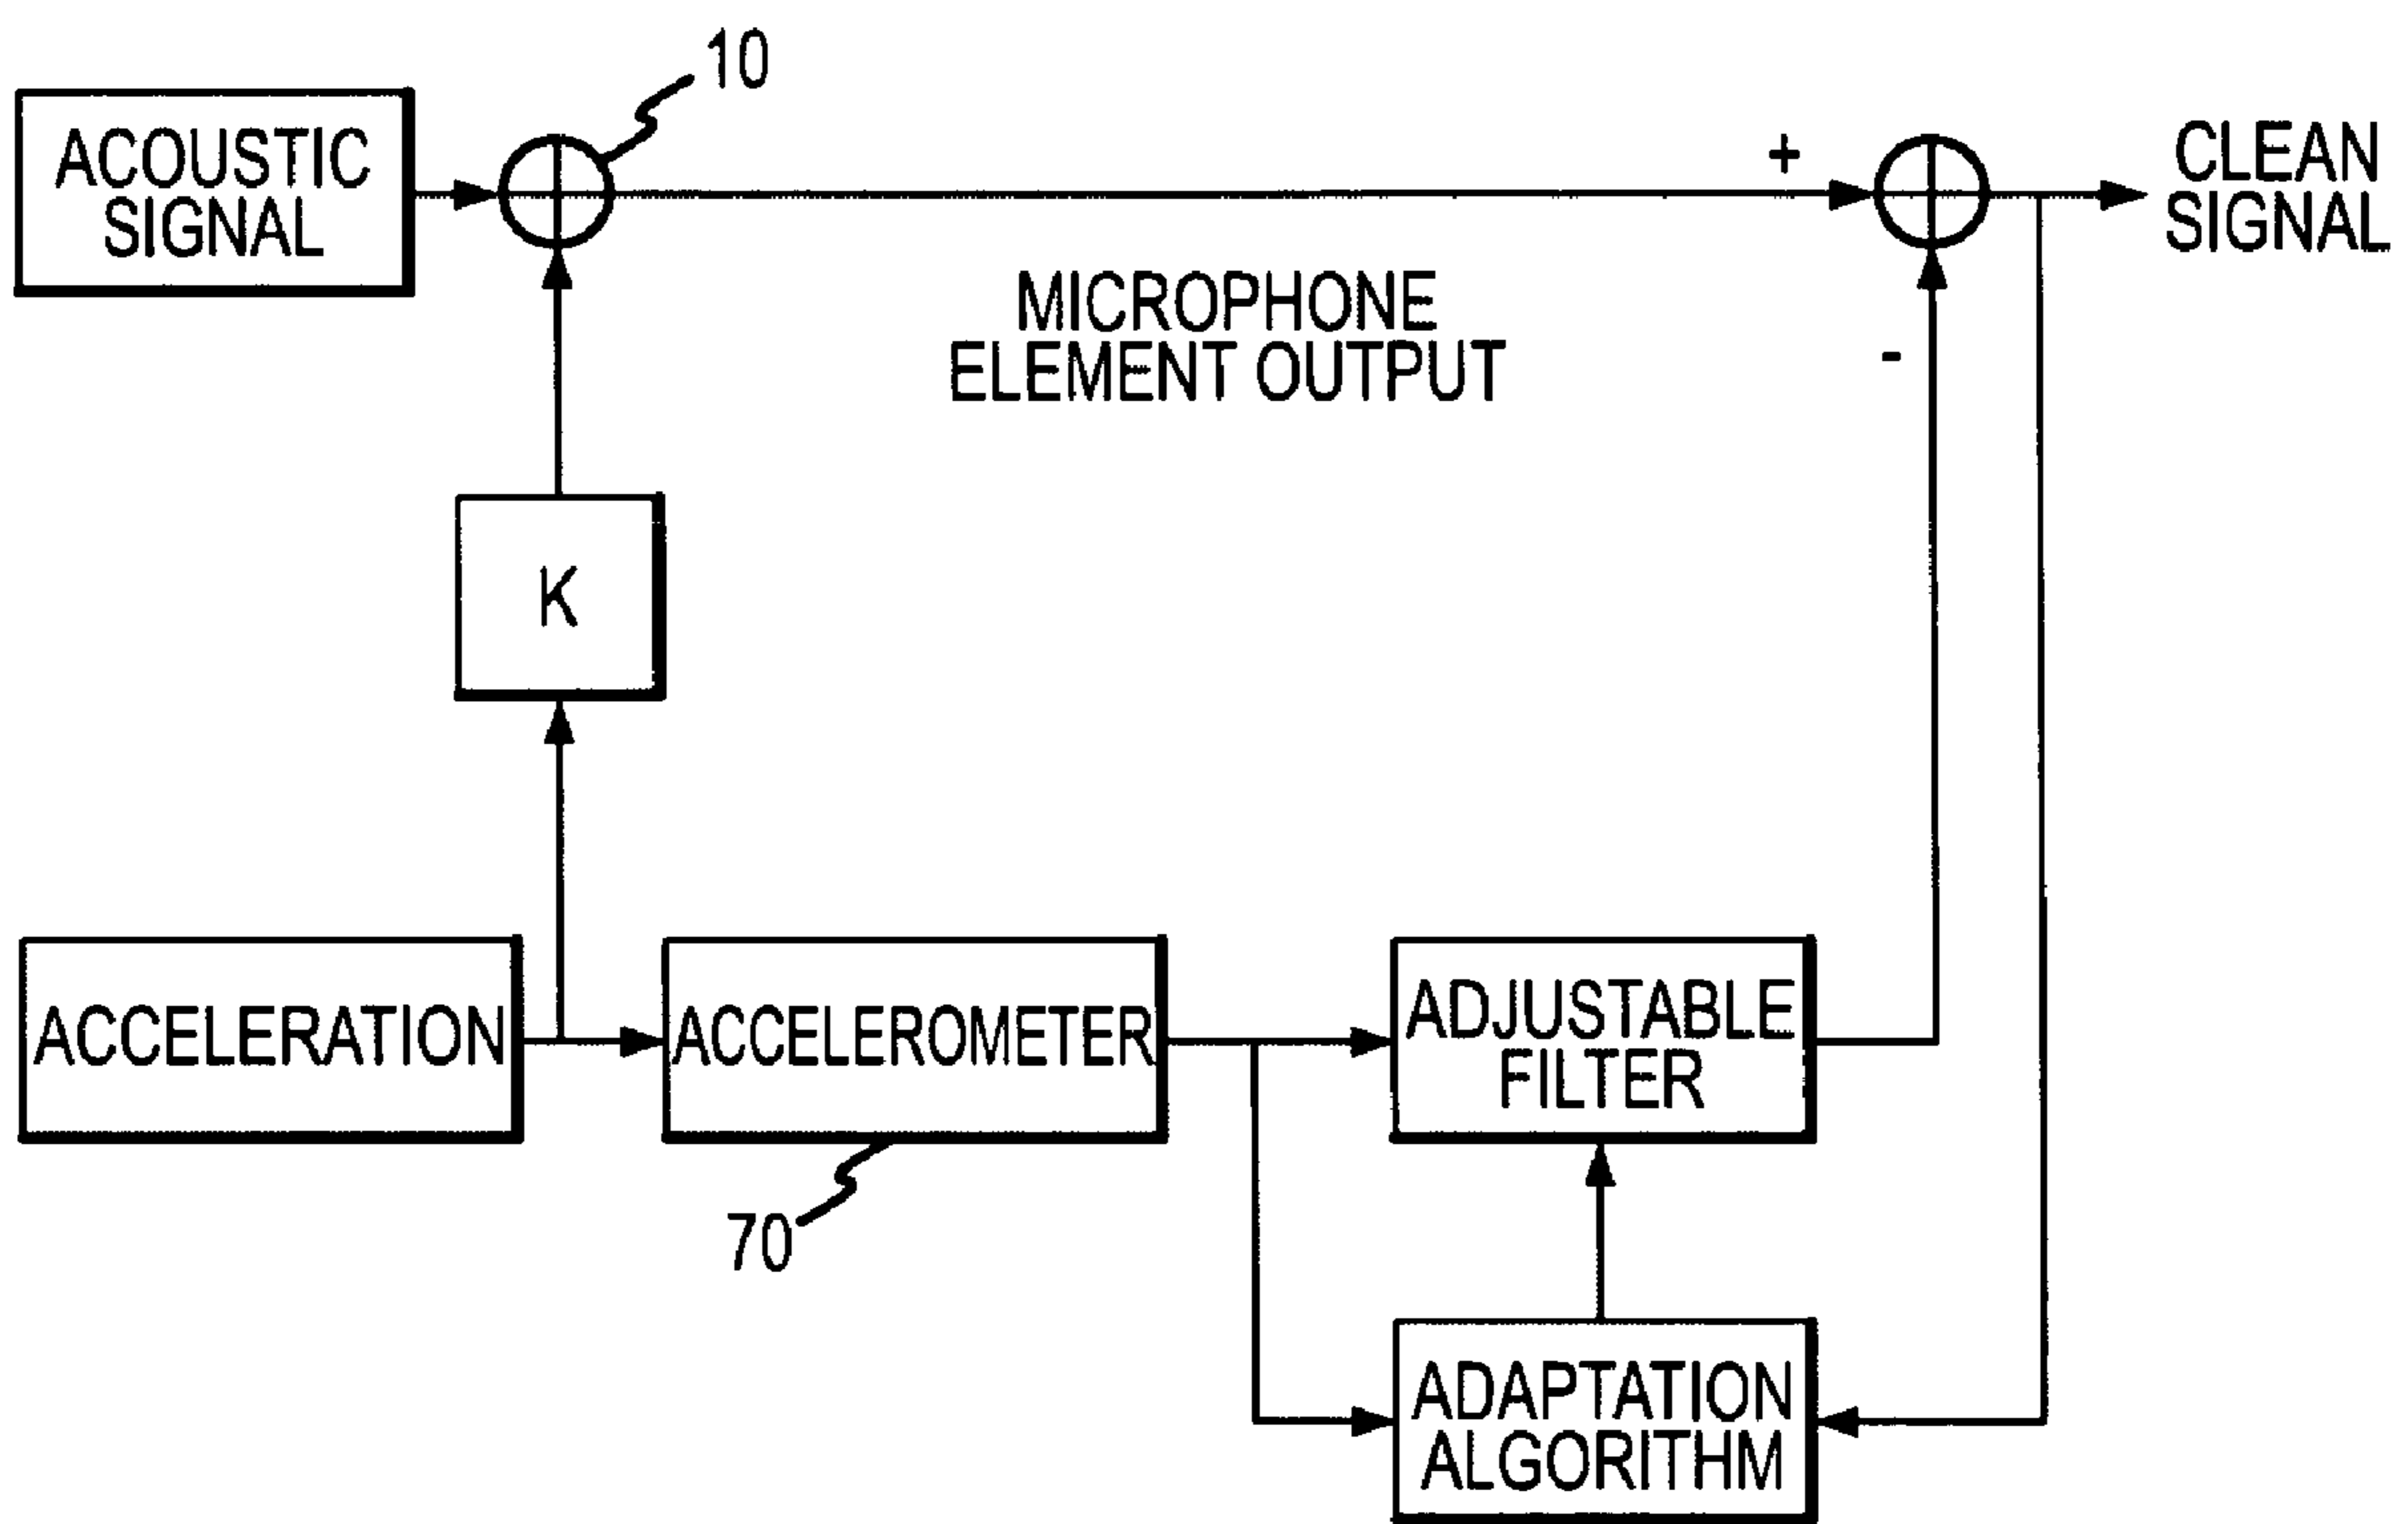 10
ACOUSTIC
SIGNAL
+
CLEAN
SIGNAL
MICROPHONE
ELEMENT OUTPUT
-
K
ACCELERATION
ACCELEROMETER
ADJUSTABLE
FILTER
70
ADAPTATION
ALGORITHM